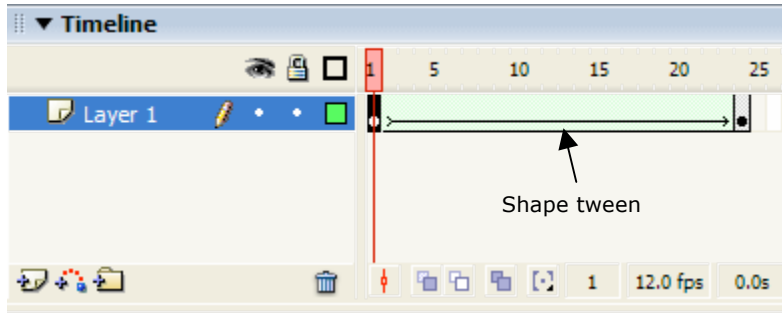 Timeline
1 5 10 15 20 25
Layer 1
Shape tween
1 12.0 fps 0.0s